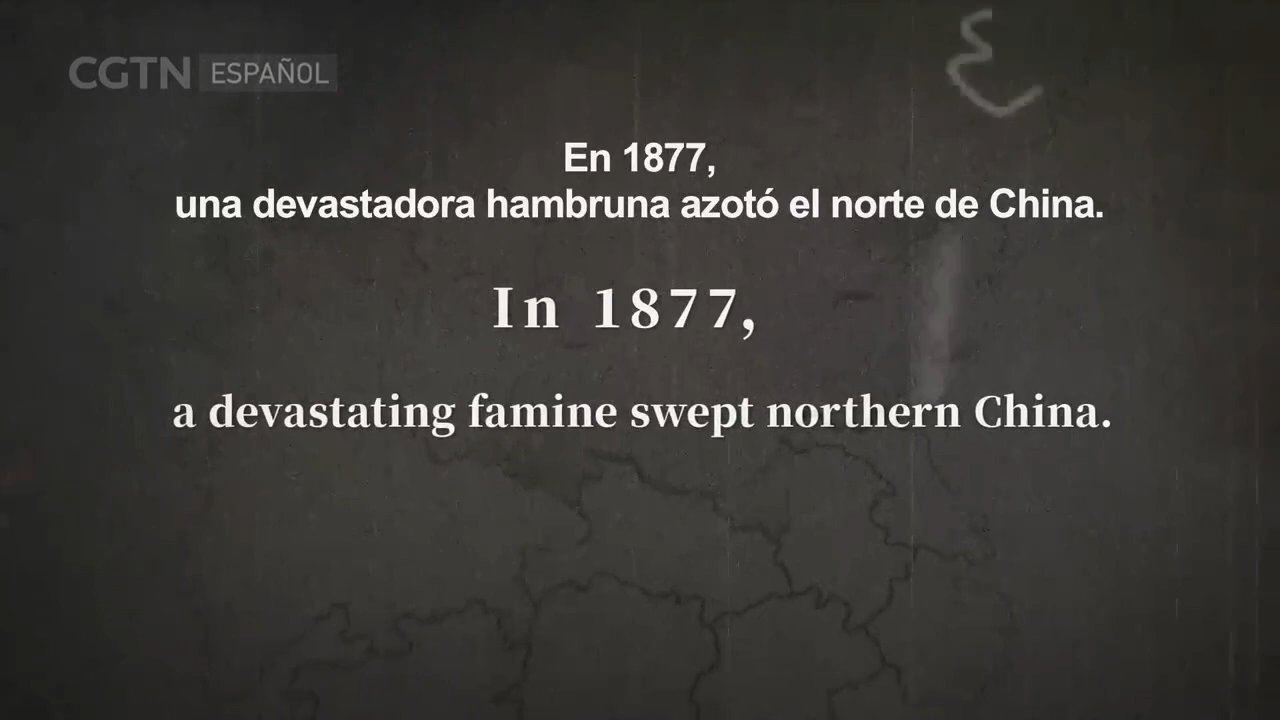 CGTN ESPAÑOL
En 1877,
una devastadora hambruna azotó el norte de China.
In 1877,
a devastating famine swept northern China.